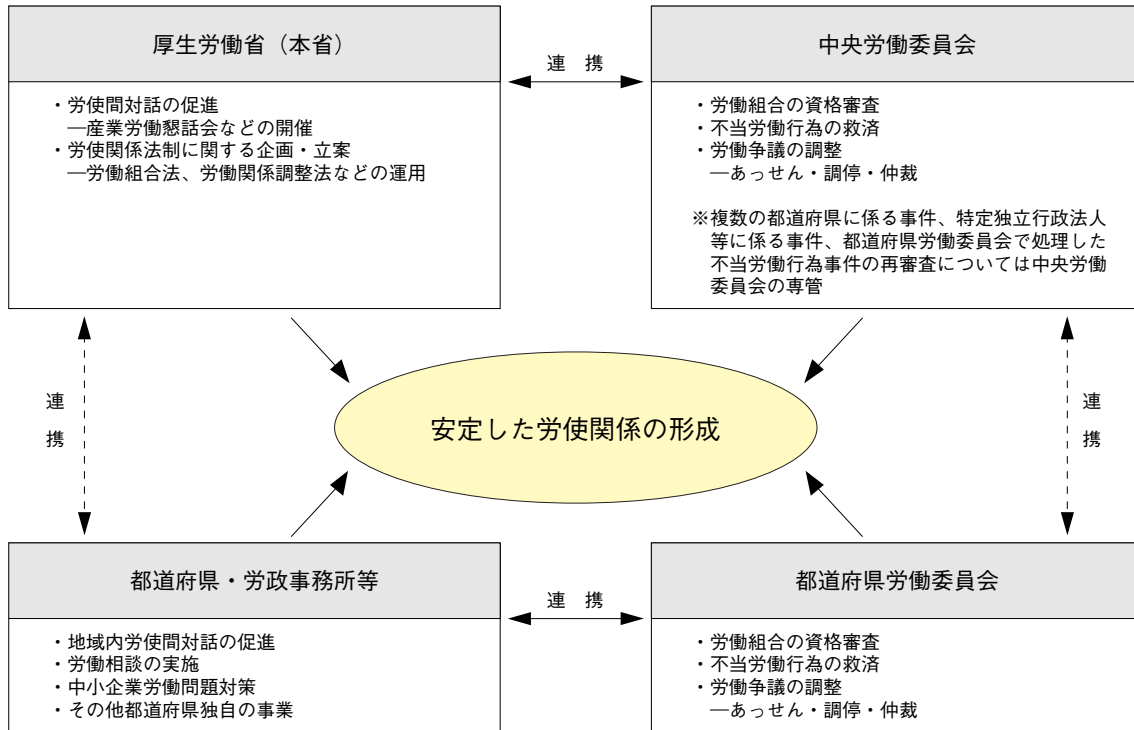 厚生労働省（本省）
・労使間対話の促進
―産業労働懇話会などの開催
・労使関係法制に関する企画・立案
―労働組合法、労働関係調整法などの運用
連　携
中央労働委員会
・労働組合の資格審査
・不当労働行為の救済
・労働争議の調整
―あっせん・調停・仲裁
※複数の都道府県に係る事件、特定独立行政法人
等に係る事件、都道府県労働委員会で処理した
不当労働行為事件の再審査については中央労働
委員会の専管
連
携
安定した労使関係の形成
連
携
都道府県・労政事務所等
・地域内労使間対話の促進
・労働相談の実施
・中小企業労働問題対策
・その他都道府県独自の事業
連　携
都道府県労働委員会
・労働組合の資格審査
・不当労働行為の救済
・労働争議の調整
―あっせん・調停・仲裁